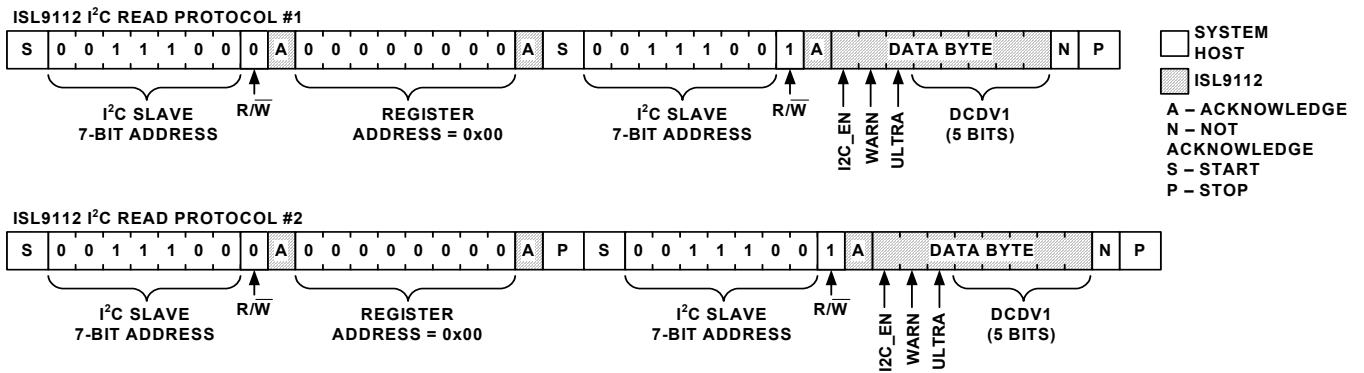 ISL9112 I²C READ PROTOCOL #1
S 0 0 1 1 1 0 0 0 A 0 0 0 0 0 0 0 0 A S 0 0 1 1 1 0 0 1 A DATA BYTE N P
I²C SLAVE
7-BIT ADDRESS
R/W̅
REGISTER
ADDRESS = 0x00
I²C SLAVE
7-BIT ADDRESS
R/W̅
I2C_EN
WARN
ULTRA
DCDV1
(5 BITS)
SYSTEM
HOST
ISL9112
A – ACKNOWLEDGE
N – NOT
ACKNOWLEDGE
S – START
P – STOP
ISL9112 I²C READ PROTOCOL #2
S 0 0 1 1 1 0 0 0 A 0 0 0 0 0 0 0 0 A P S 0 0 1 1 1 0 0 1 A DATA BYTE N P
I²C SLAVE
7-BIT ADDRESS
R/W̅
REGISTER
ADDRESS = 0x00
I²C SLAVE
7-BIT ADDRESS
R/W̅
I2C_EN
WARN
ULTRA
DCDV1
(5 BITS)